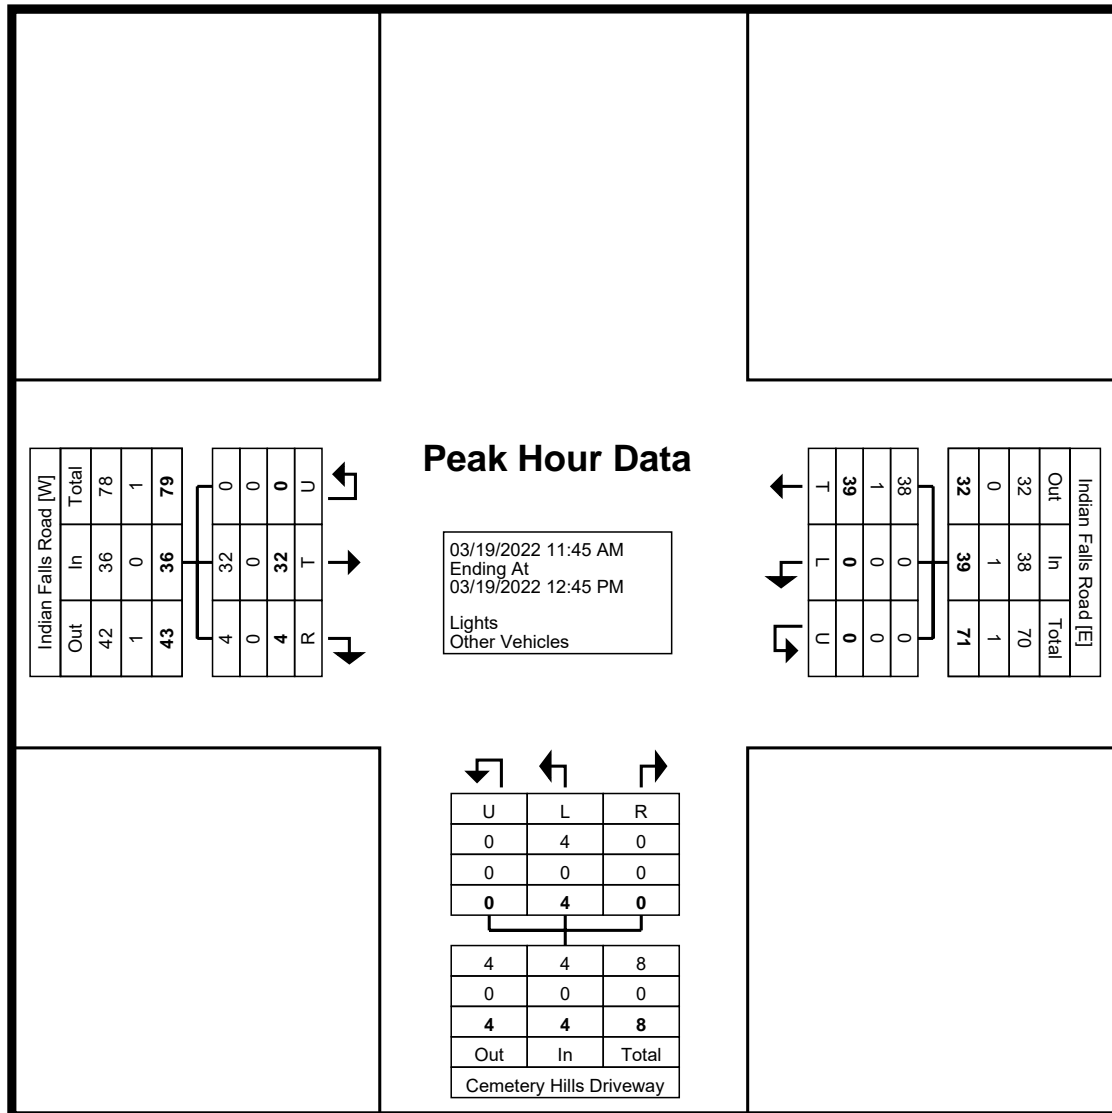 Peak Hour Data
03/19/2022 11:45 AM
Ending At
03/19/2022 12:45 PM
Lights
Other Vehicles
Indian Falls Road [W]
Out In Total
42 36 78
1 0 1
43 36 79
4 32 0
0 0 0
4 32 0
R T U
Indian Falls Road [E]
Out In Total
32 38 70
0 1 1
32 39 71
38 0 0
1 0 0
39 0 0
T L U
U L R
0 4 0
0 0 0
0 4 0
4 4 8
0 0 0
4 4 8
Out In Total
Cemetery Hills Driveway